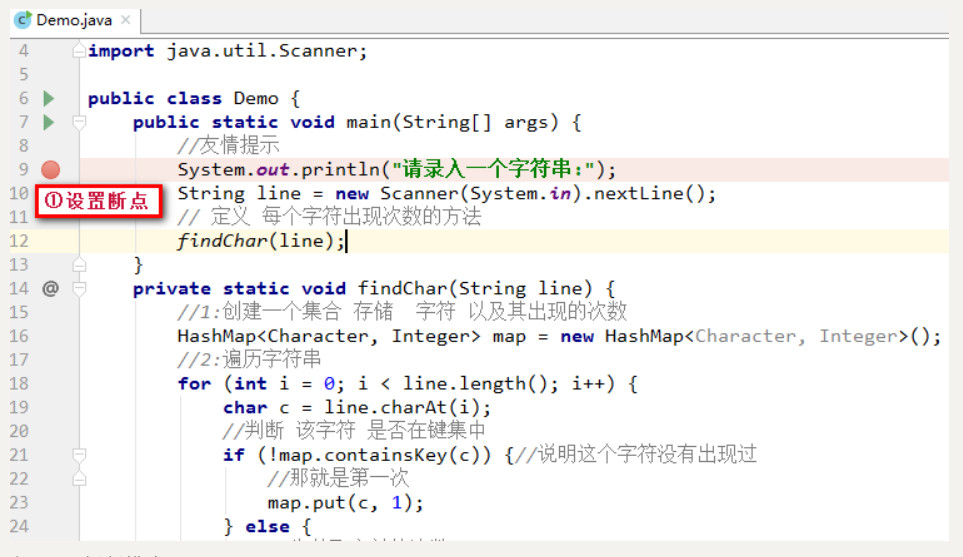 Demo.java
4 import java.util.Scanner;
5
6 public class Demo {
7 public static void main(String[] args) {
8 //友情提示
9 System.out.println("请录入一个字符串:");
10 String line = new Scanner(System.in).nextLine();
①设置断点
11 // 定义 每个字符出现次数的方法
12 findChar(line);
13 }
14 @ private static void findChar(String line) {
15 //1:创建一个集合 存储 字符 以及其出现的次数
16 HashMap<Character, Integer> map = new HashMap<Character, Integer>();
17 //2:遍历字符串
18 for (int i = 0; i < line.length(); i++) {
19 char c = line.charAt(i);
20 //判断 该字符 是否在键集中
21 if (!map.containsKey(c)) {//说明这个字符没有出现过
22 //那就是第一次
23 map.put(c, 1);
24 } else {